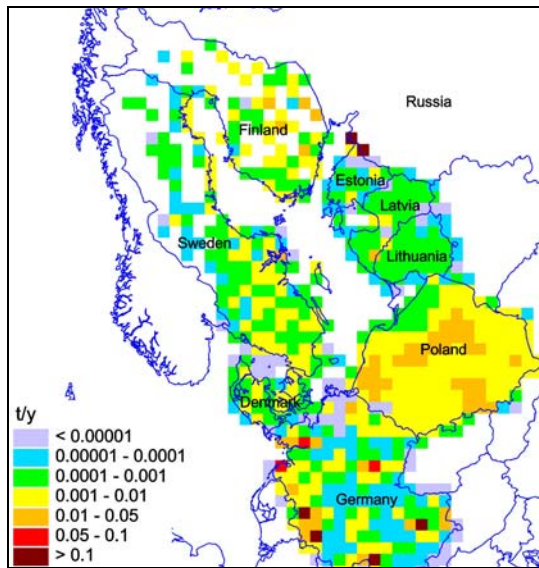 Russia
Finland
Estonia
Latvia
Sweden
Lithuania
Poland
Denmark
t/y
< 0.00001
0.00001 - 0.0001
0.0001 - 0.001
0.001 - 0.01
0.01 - 0.05
0.05 - 0.1
> 0.1
Germany